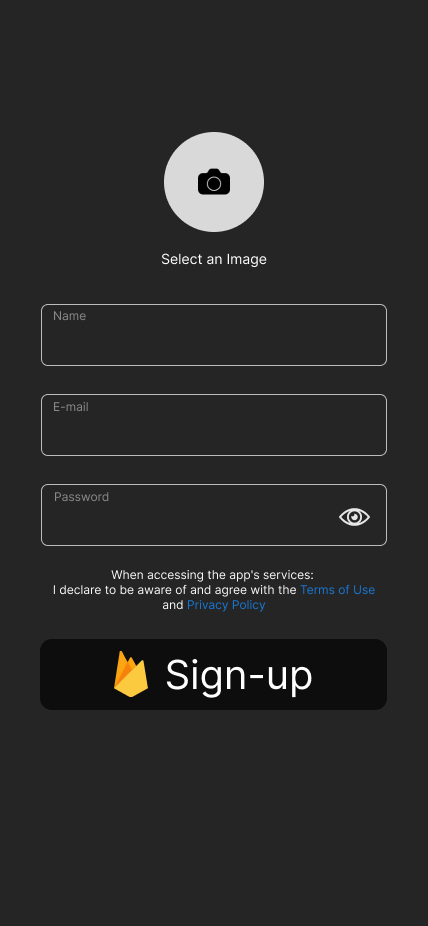 Select an Image
Name
E-mail
Password
When accessing the app's services:
I declare to be aware of and agree with the Terms of Use
and Privacy Policy
Sign-up